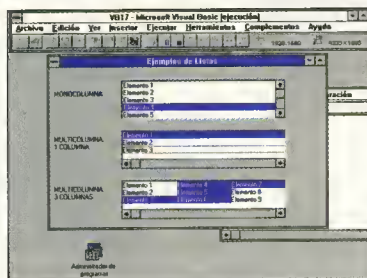 VB17 - Microsoft Visual Basic [ejecución]
Archivo Edición Ver Insertar Ejecutar Herramientas Complementos Ayuda
Ejemplos de Listas
MONOCOLUMNA
Elemento 1
Elemento 2
Elemento 3
Elemento 4
Elemento 5
MULTICOLUMNA,
1 COLUMNA
Elemento 1
Elemento 2
Elemento 3
MULTICOLUMNA
3 COLUMNAS
Elemento 1 Elemento 4 Elemento 7
Elemento 2 Elemento 5 Elemento 8
Elemento 3 Elemento 6 Elemento 9
Administrador de
programas